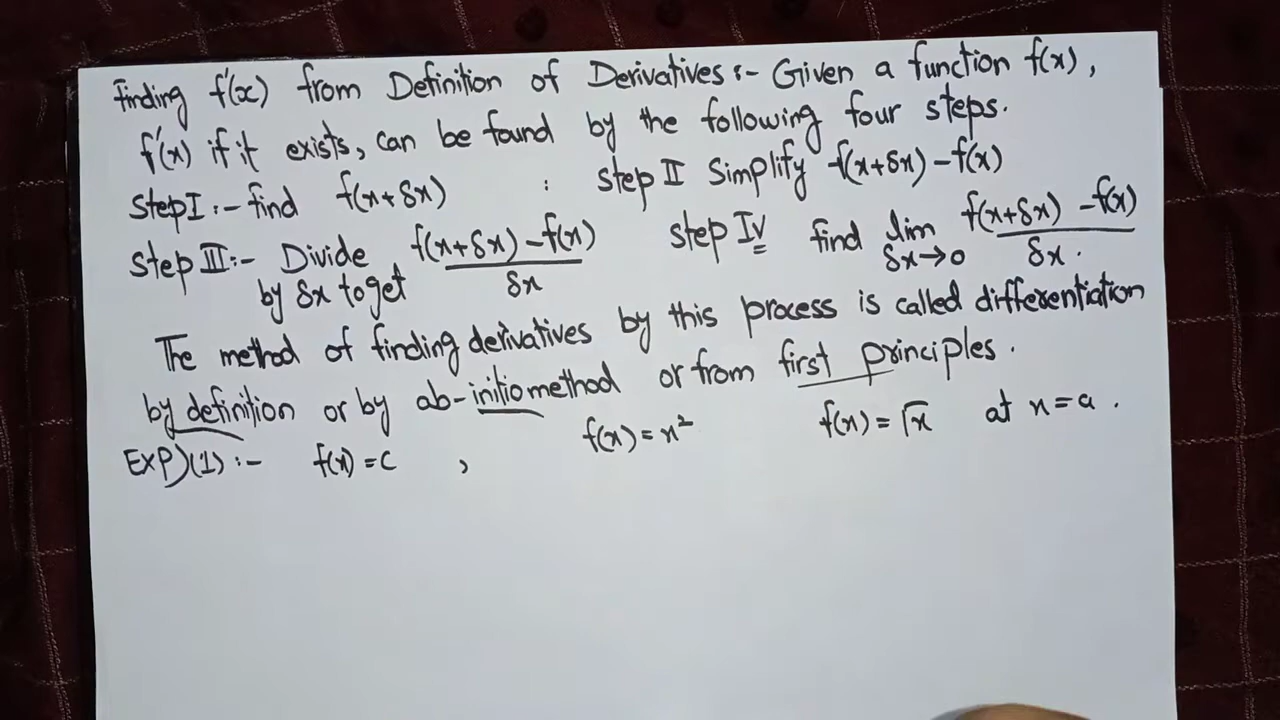 Finding f'(x) from Definition of Derivatives :- Given a function f(x),
f'(x) if it exists, can be found by the following four steps.
Step I :- find f(x+δx) : step II Simplify f(x+δx) - f(x)
Step III :- Divide f(x+δx) - f(x) / δx by δx to get step IV find lim δx→0 f(x+δx) - f(x) / δx.
The method of finding derivatives by this process is called differentiation
by definition or by ab-initio method or from first principles.
EXP)(1) :- f(x) = c , f(x) = x² f(x) = √x at x = a .